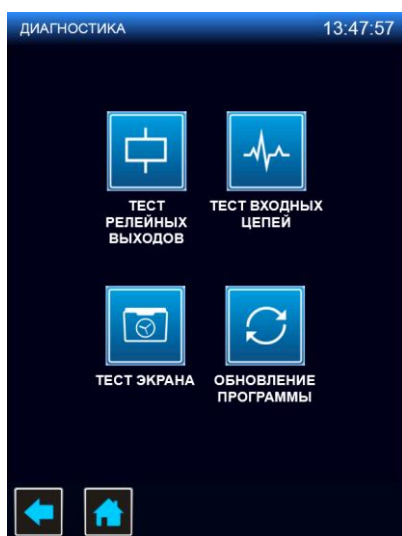 ДИАГНОСТИКА 13:47:57
ТЕСТ
РЕЛЕЙНЫХ
ВЫХОДОВ
ТЕСТ ВХОДНЫХ
ЦЕПЕЙ
ТЕСТ ЭКРАНА
ОБНОВЛЕНИЕ
ПРОГРАММЫ